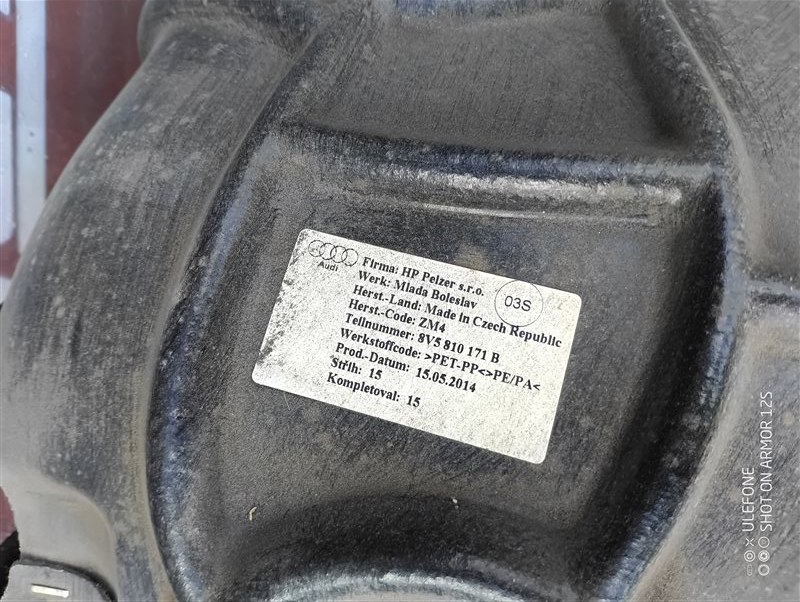 Audi
Firma: HP Pelzer s.r.o.
Werk: Mlada Boleslav
Herst.-Land: Made in Czech Republic
03S
Herst.-Code: ZM4
Teilnummer: 8V5 810 171 B
Werkstoffcode: >PET-PP<>PE/PA<
Prod.-Datum: 15.05.2014
Střih: 15
Kompletoval: 15
ULEFONE
SHOT ON ARMOR 12S